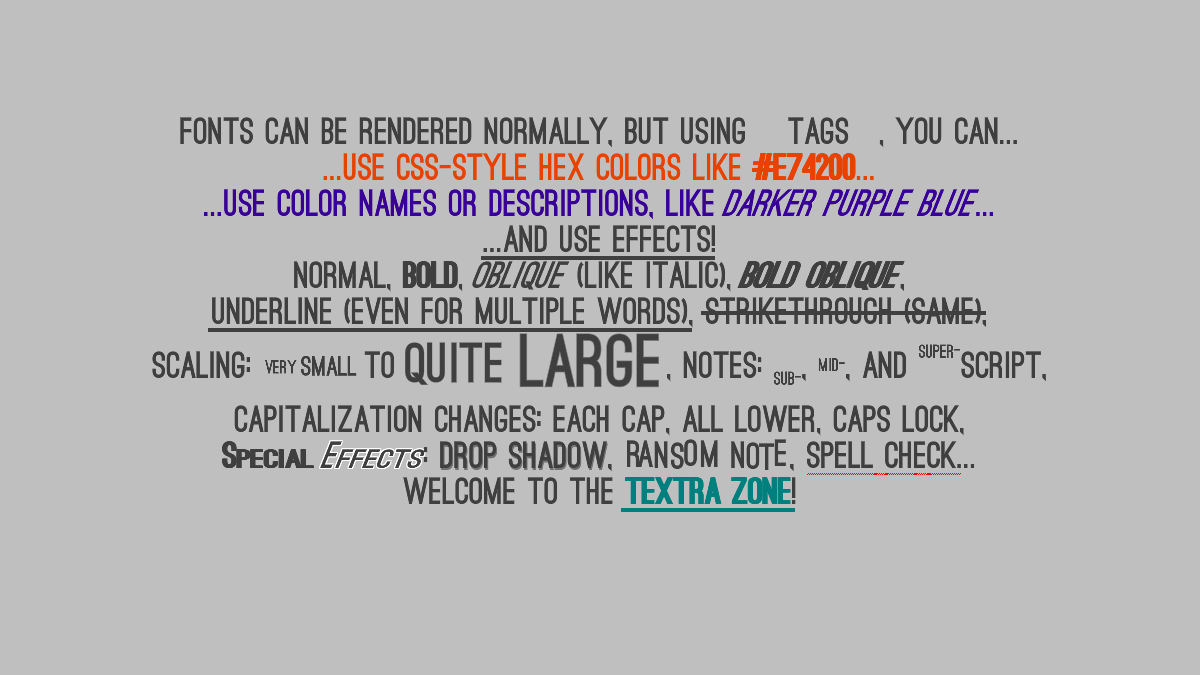 FONTS CAN BE RENDERED NORMALLY, BUT USING TAGS , YOU CAN...
...USE CSS-STYLE HEX COLORS LIKE #E74200...
...USE COLOR NAMES OR DESCRIPTIONS, LIKE DARKER PURPLE BLUE...
...AND USE EFFECTS!
NORMAL, BOLD, OBLIQUE (LIKE ITALIC), BOLD OBLIQUE,
UNDERLINE (EVEN FOR MULTIPLE WORDS), STRIKETHROUGH (SAME),
SCALING: VERY SMALL TO QUITE LARGE, NOTES: SUB-, MID-, AND SUPER-SCRIPT,
CAPITALIZATION CHANGES: EACH CAP, ALL LOWER, CAPS LOCK,
SPECIAL EFFECTS: DROP SHADOW, RANSOM NOTE, SPELL CHECK...
WELCOME TO THE TEXTRA ZONE!